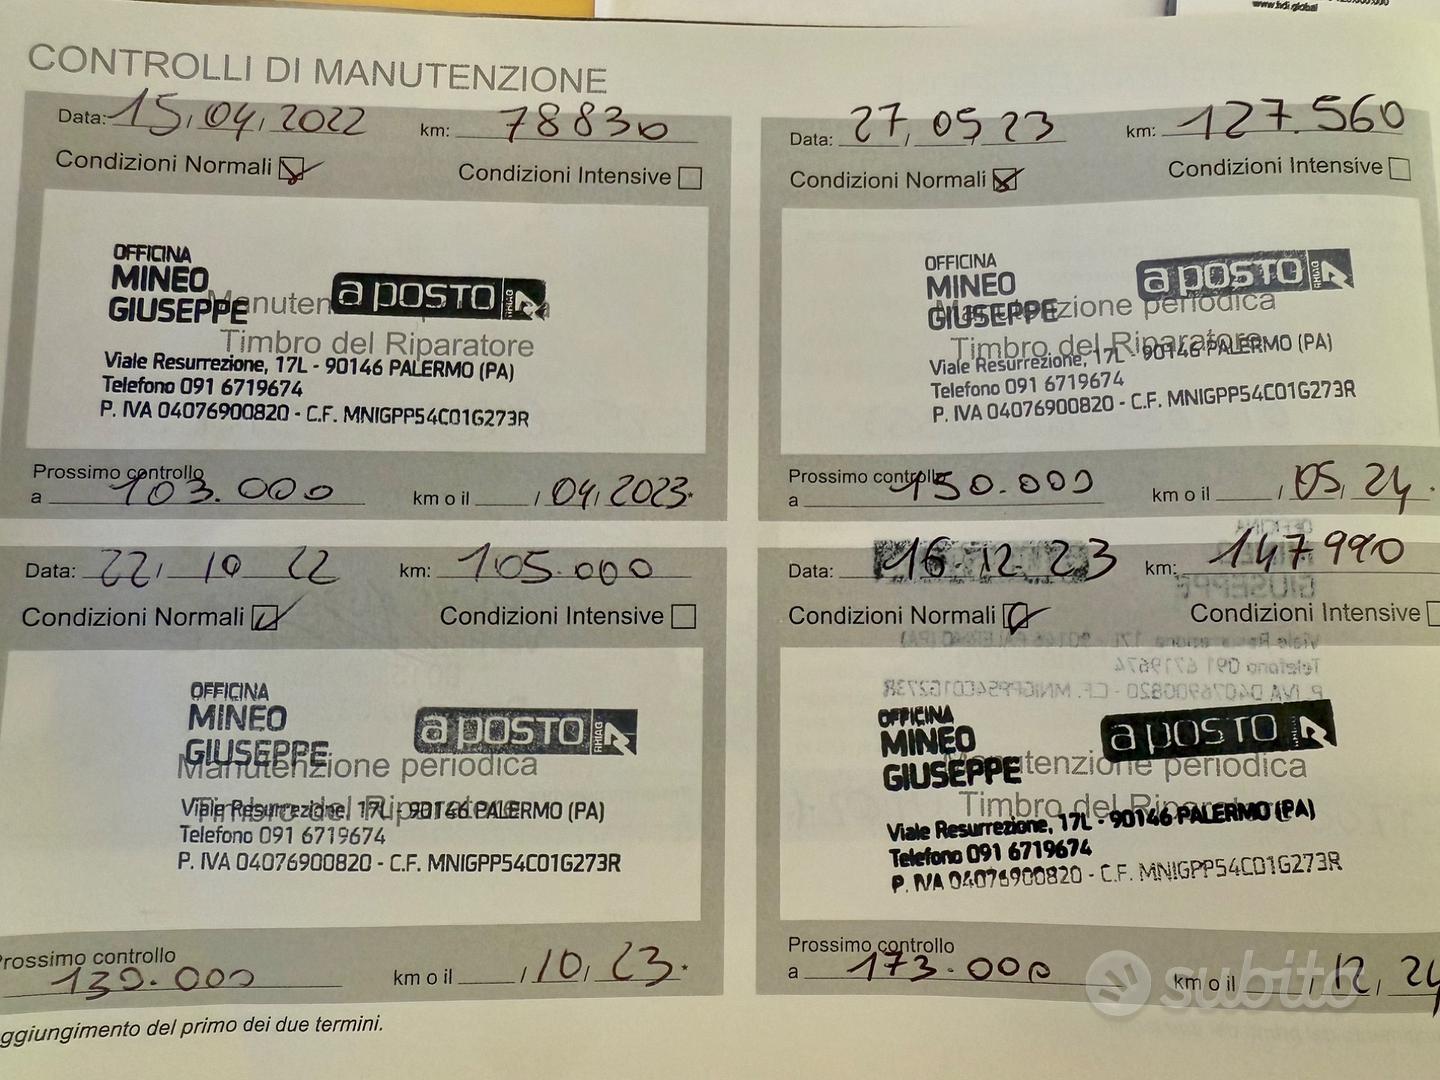 www.hdi.global
CONTROLLI DI MANUTENZIONE
Data: 15,04,2022 km: 78830
Condizioni Normali Condizioni Intensive
OFFICINA
MINEO
GIUSEPPE
a POSTO RHIAG
Manutenzione periodica
Timbro del Riparatore
Viale Resurrezione, 17L - 90146 PALERMO (PA)
Telefono 091 6719674
P. IVA 04076900820 - C.F. MNIGPP54C01G273R
Prossimo controllo
a 103.000 km o il / 04, 2023*
Data: 27, 05, 23 km: 127.560
Condizioni Normali Condizioni Intensive
OFFICINA
MINEO
GIUSEPPE
a POSTO RHIAG
Manutenzione periodica
Timbro del Riparatore
Viale Resurrezione, 17L - 90146 PALERMO (PA)
Telefono 091 6719674
P. IVA 04076900820 - C.F. MNIGPP54C01G273R
Prossimo controllo
a 150.000 km o il / 05, 24
Data: 22, 10 22 km: 105.000
Condizioni Normali Condizioni Intensive
OFFICINA
MINEO
GIUSEPPE
a POSTO RHIAG
Manutenzione periodica
Timbro del Riparatore
Viale Resurrezione, 17L - 90146 PALERMO (PA)
Telefono 091 6719674
P. IVA 04076900820 - C.F. MNIGPP54C01G273R
Prossimo controllo
130.000 km o il / 10, 23*
Data: 16.12.23 km: 147990
Condizioni Normali Condizioni Intensive
OFFICINA
MINEO
GIUSEPPE
a POSTO
Manutenzione periodica
Timbro del Riparatore
Viale Resurrezione, 17L - 90146 PALERMO (PA)
Telefono 091 6719674
P. IVA 04076900820 - C.F. MNIGPP54C01G273R
Prossimo controllo
a 173.000 km o il / 12, 24
ggiungimento del primo dei due termini.
subito